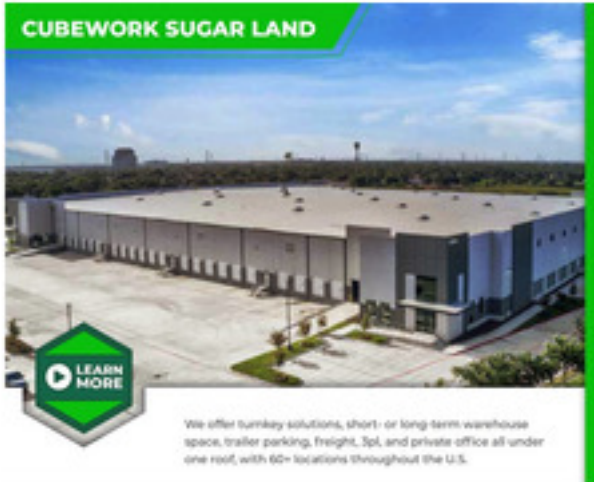 CUBEWORK SUGAR LAND
LEARN
MORE
We offer turnkey solutions, short- or long-term warehouse
space, trailer parking, freight, 3pl, and private office all under
one roof, with 60+ locations throughout the U.S.